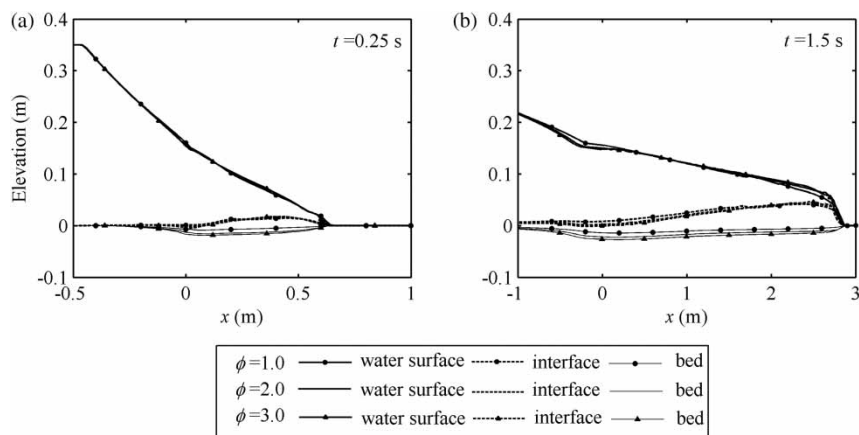 (a)
t =0.25 s
(b)
t =1.5 s
Elevation (m)
0.4
0.3
0.2
0.1
0
-0.1
-0.5
0
0.5
1
x (m)
0.4
0.3
0.2
0.1
0
-0.1
-1
0
1
2
3
x (m)
ϕ=1.0 water surface interface bed
ϕ=2.0 water surface interface bed
ϕ=3.0 water surface interface bed